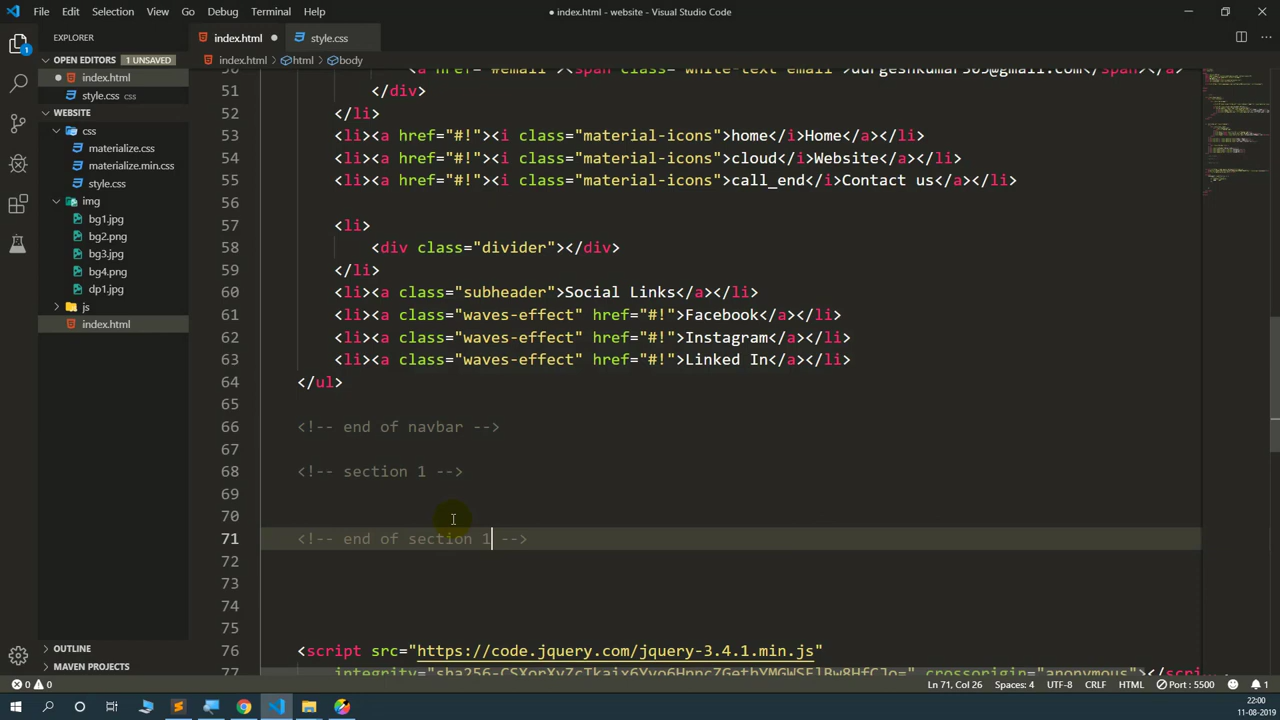 File Edit Selection View Go Debug Terminal Help
● index.html - website - Visual Studio Code
EXPLORER
index.html
style.css
OPEN EDITORS 1 UNSAVED
index.html > html > body
index.html
style.css css
WEBSITE
css
materialize.css
materialize.min.css
style.css
img
bg1.jpg
bg2.png
bg3.jpg
bg4.png
dp1.jpg
js
index.html
OUTLINE
MAVEN PROJECTS
51 </div>
52 </li>
53 <li><a href="#!"><i class="material-icons">home</i>Home</a></li>
54 <li><a href="#!"><i class="material-icons">cloud</i>Website</a></li>
55 <li><a href="#!"><i class="material-icons">call_end</i>Contact us</a></li>
56
57 <li>
58 <div class="divider"></div>
59 </li>
60 <li><a class="subheader">Social Links</a></li>
61 <li><a class="waves-effect" href="#!">Facebook</a></li>
62 <li><a class="waves-effect" href="#!">Instagram</a></li>
63 <li><a class="waves-effect" href="#!">Linked In</a></li>
64 </ul>
65
66 <!-- end of navbar -->
67
68 <!-- section 1 -->
69
70
71 <!-- end of section 1 -->
72
73
74
75
76 <script src="https://code.jquery.com/jquery-3.4.1.min.js"
77
0 0
Ln 71, Col 26 Spaces: 4 UTF-8 CRLF HTML Port : 5500 1
22:00
11-08-2019